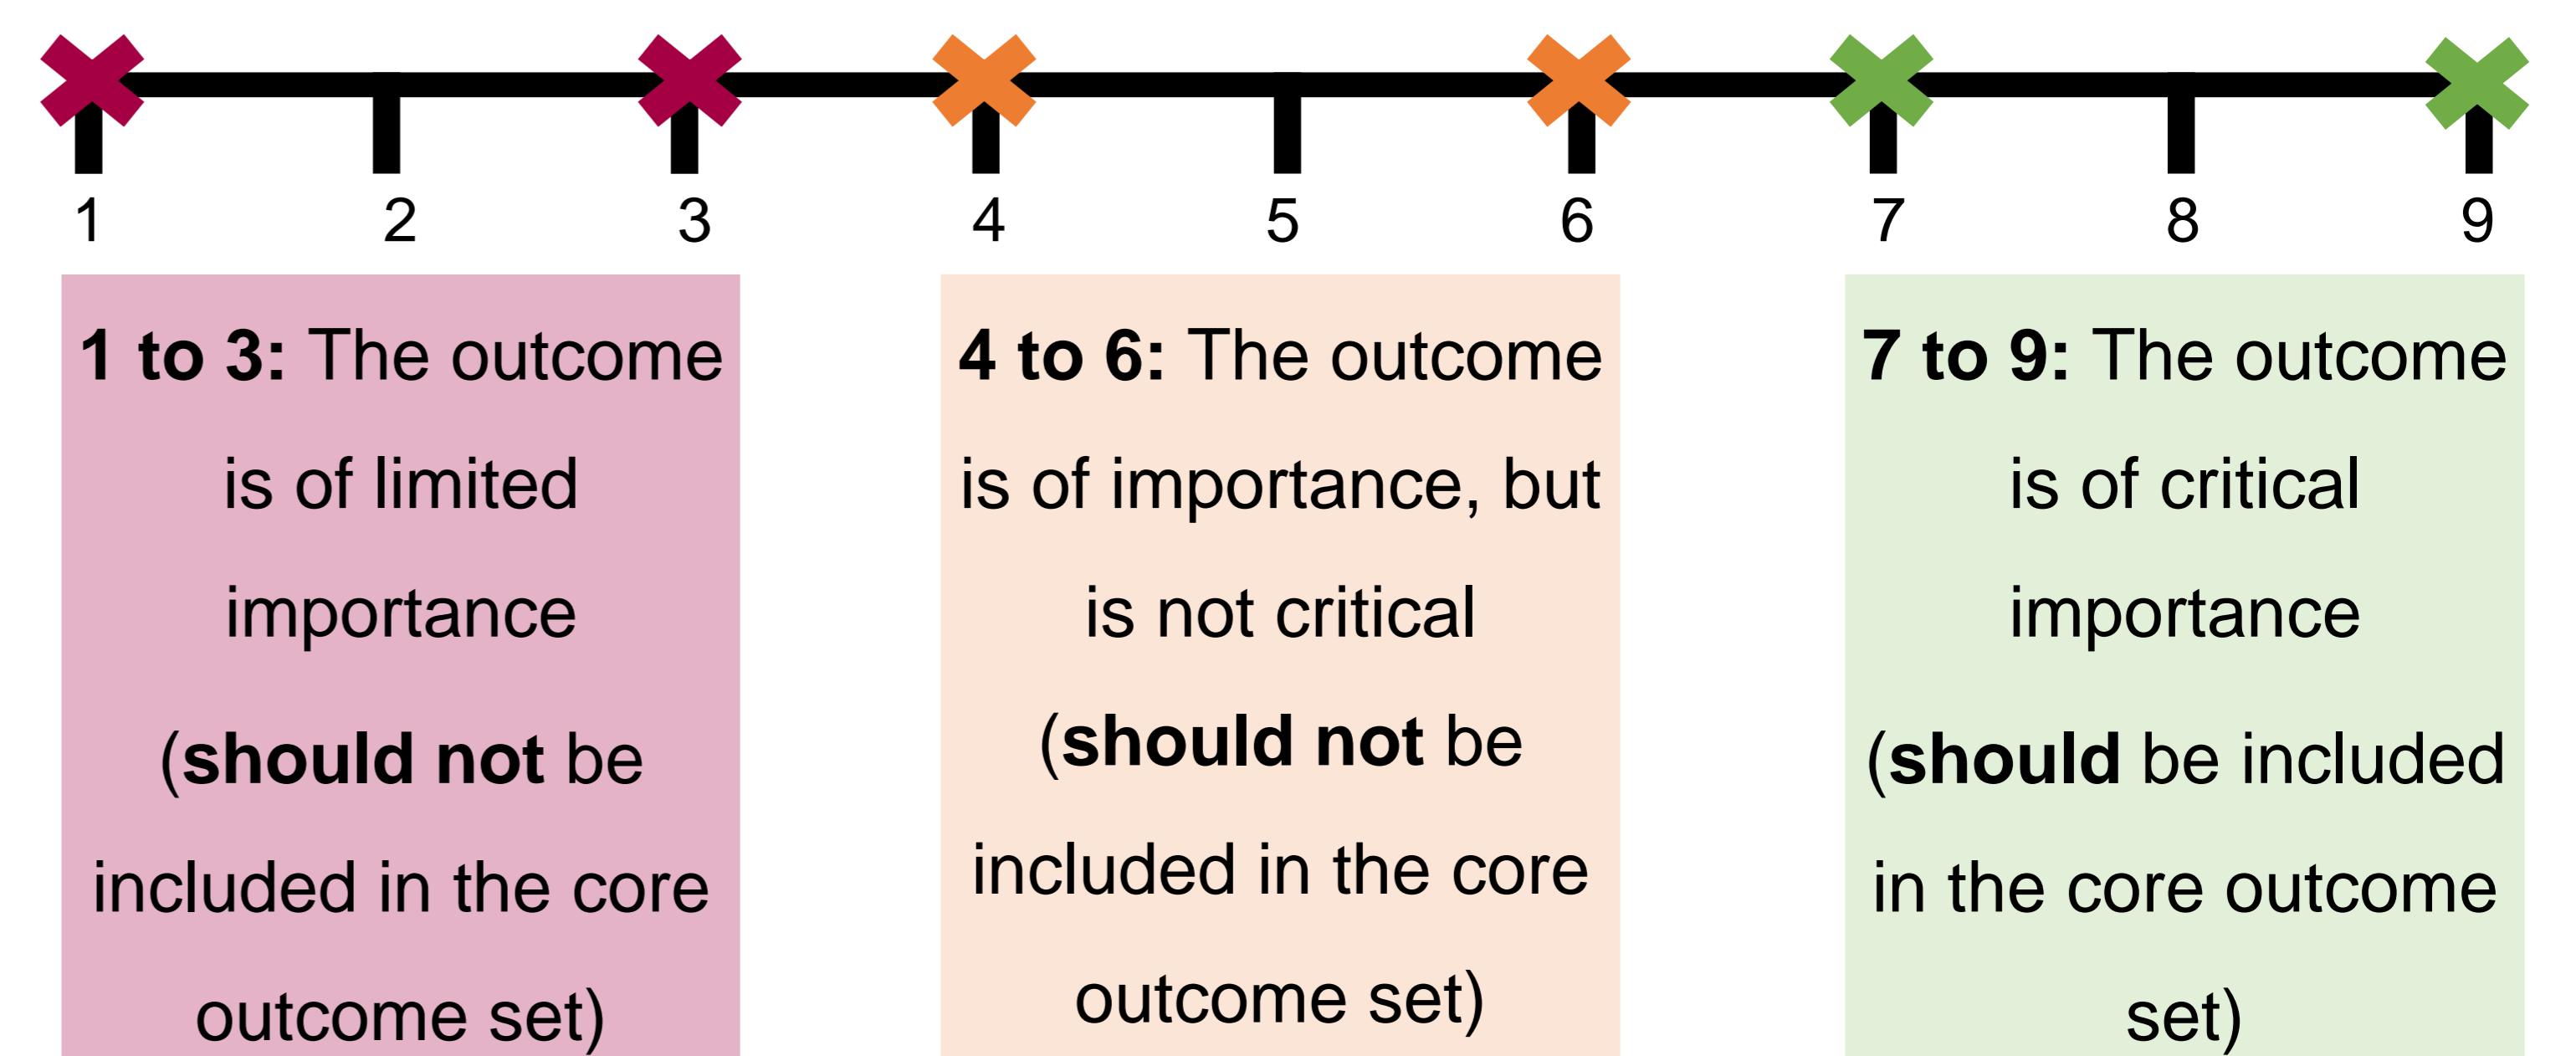 1 2 3 4 5 6 7 8 9
1 to 3: The outcome
is of limited
importance
(should not be
included in the core
outcome set)
4 to 6: The outcome
is of importance, but
is not critical
(should not be
included in the core
outcome set)
7 to 9: The outcome
is of critical
importance
(should be included
in the core outcome
set)